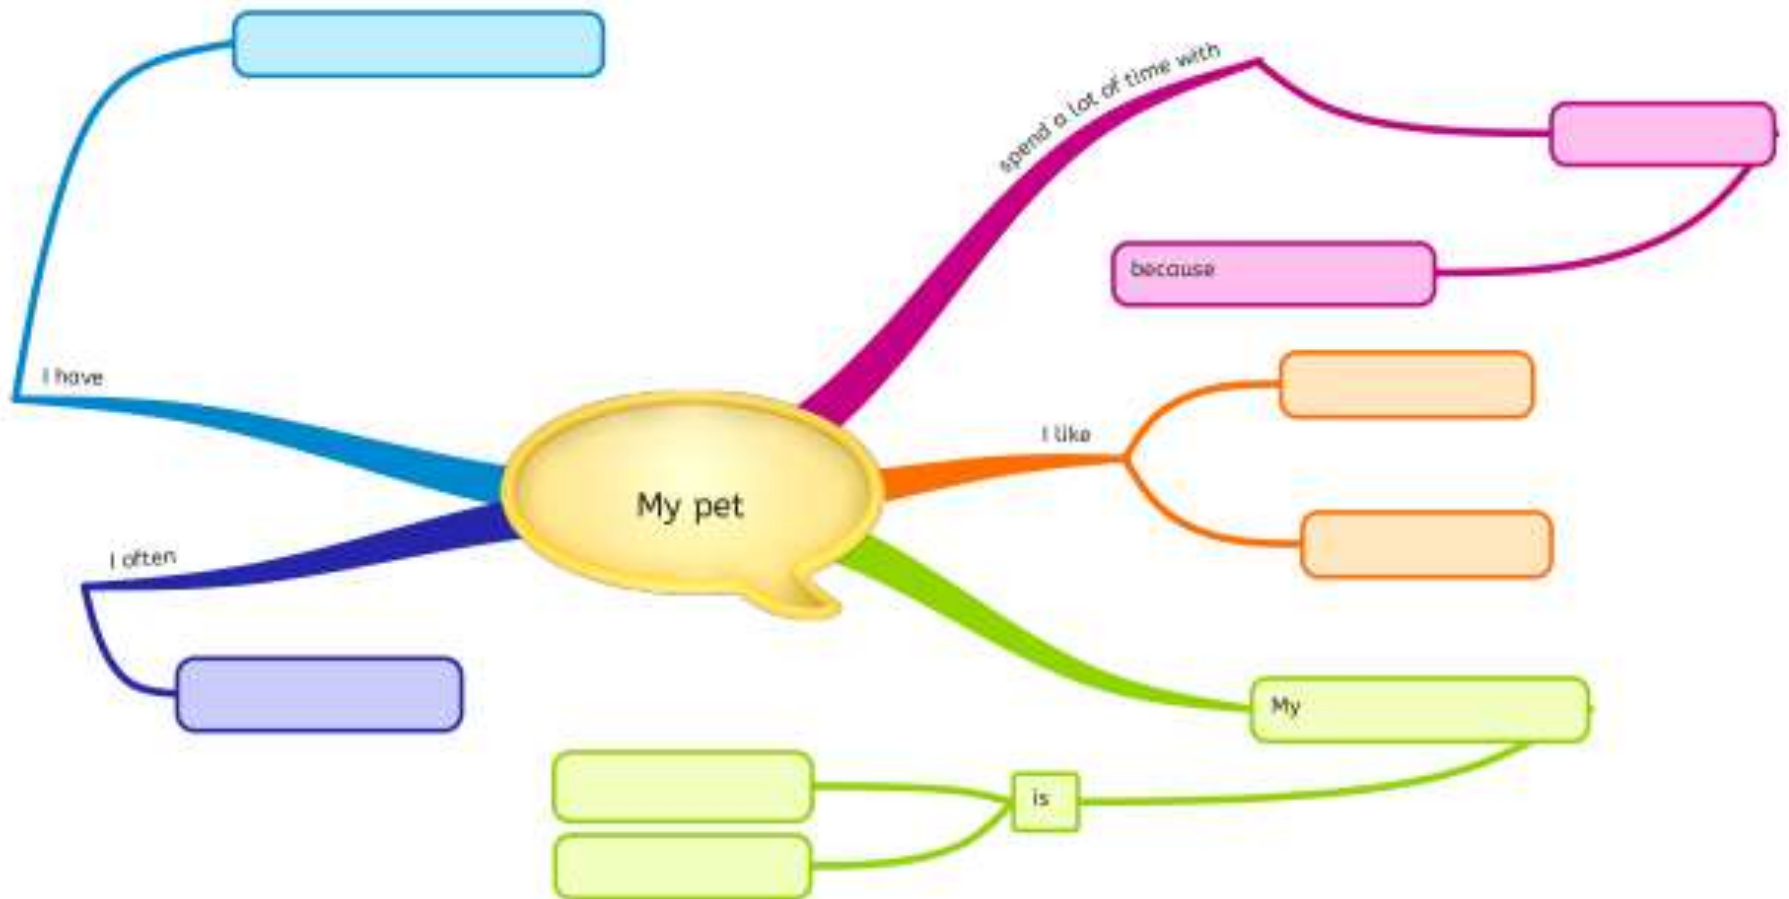 spend a lot of time with
because
I have
I like
My pet
I often
My
is